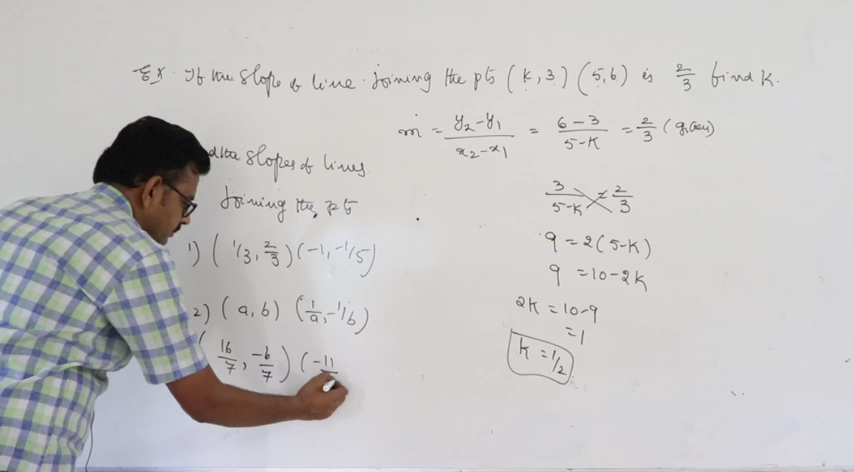 Ex. If the slope of line joining the pts (k, 3) (5, 6) is 2/3 find k.
m = y2-y1/x2-x1 = 6-3/5-k = 2/3 (given)
the slopes of lines
Joining the pts
1) (1/3, 2/3) (-1, -1/5)
2) (a, b) (1/a, -1/b)
(16/7, -6/7) (-11
3/5-k = 2/3
9 = 2(5-k)
9 = 10-2k
2k = 10-9
= 1
k = 1/2